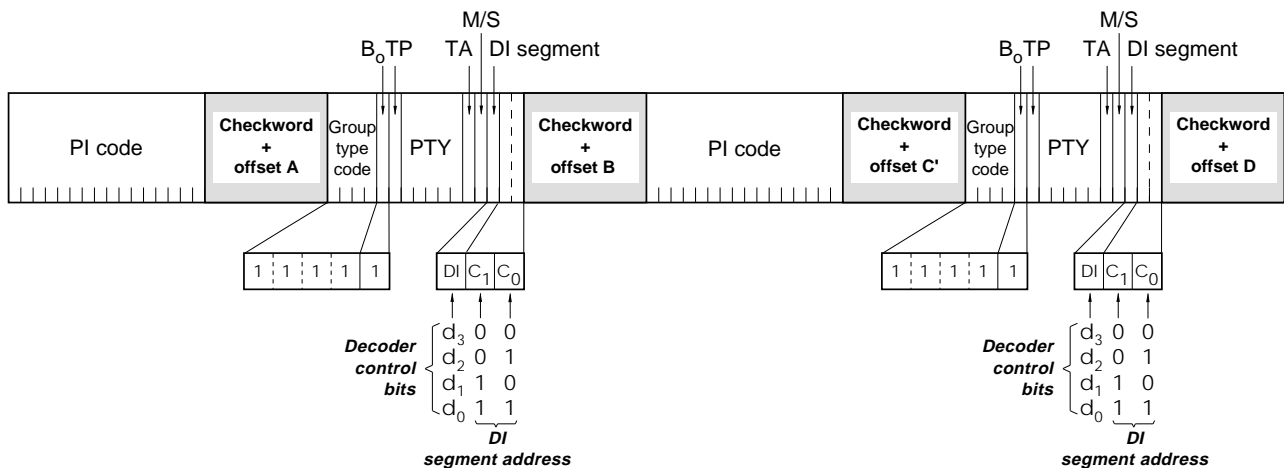 M/S M/S
B₀TP TA DI segment B₀TP TA DI segment
PI code Checkword + offset A Group type code PTY Checkword + offset B PI code Checkword + offset C' Group type code PTY Checkword + offset D
1 1 1 1 1 DI C₁ C₀ 1 1 1 1 1 DI C₁ C₀
d₃ 0 0 d₃ 0 0
Decoder d₂ 0 1 Decoder d₂ 0 1
control d₁ 1 0 control d₁ 1 0
bits d₀ 1 1 bits d₀ 1 1
DI DI
segment address segment address